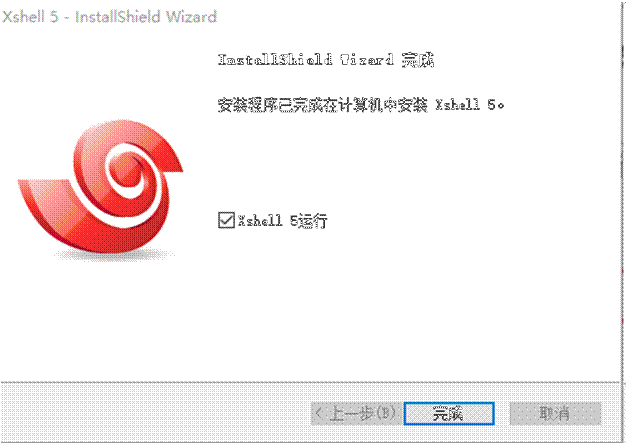 Xshell 5 - InstallShield Wizard
InstallShield Wizard 完成
安装程序已完成在计算机中安装 Xshell 5。
Xshell 5运行
< 上一步(B) 完成 取消